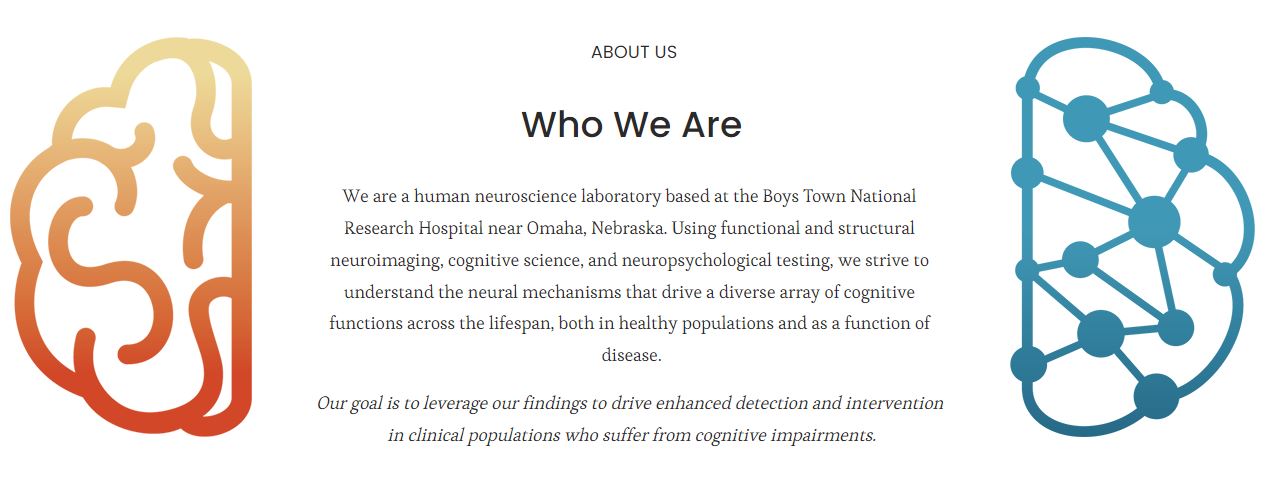 ABOUT US
Who We Are
We are a human neuroscience laboratory based at the Boys Town National
Research Hospital near Omaha, Nebraska. Using functional and structural
neuroimaging, cognitive science, and neuropsychological testing, we strive to
understand the neural mechanisms that drive a diverse array of cognitive
functions across the lifespan, both in healthy populations and as a function of
disease.
Our goal is to leverage our findings to drive enhanced detection and intervention
in clinical populations who suffer from cognitive impairments.